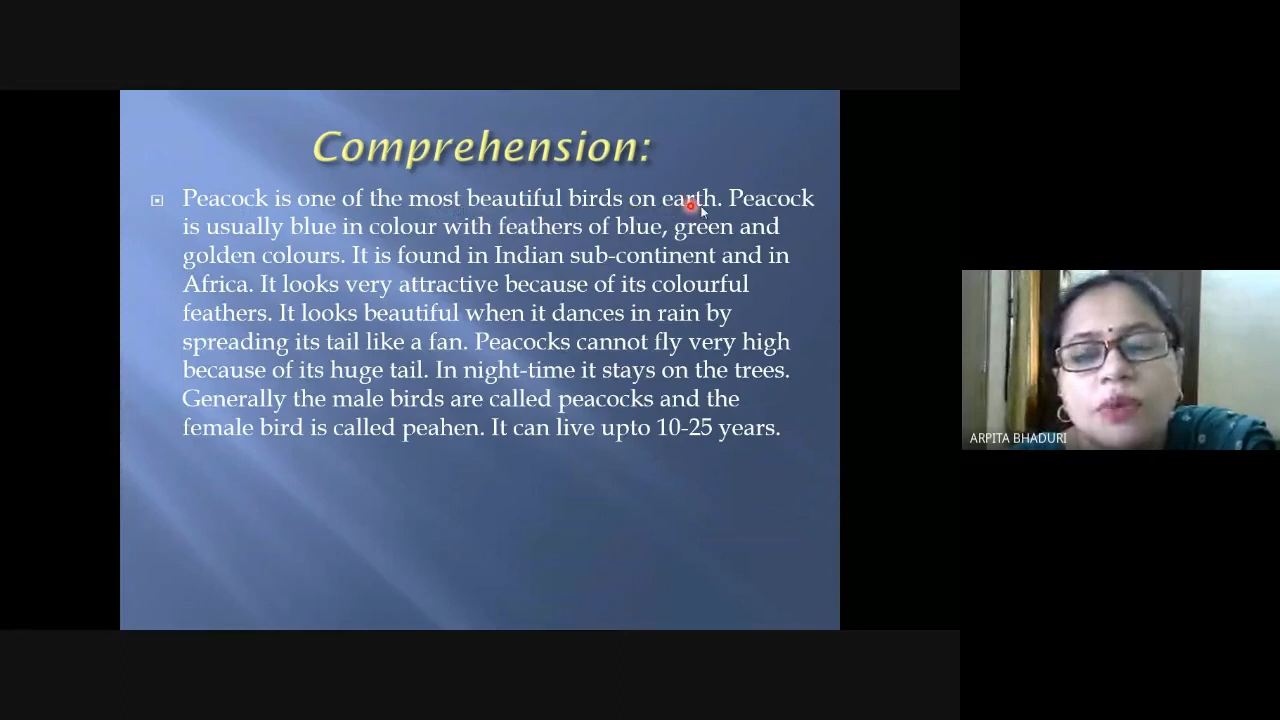 Comprehension:
Peacock is one of the most beautiful birds on earth. Peacock
is usually blue in colour with feathers of blue, green and
golden colours. It is found in Indian sub-continent and in
Africa. It looks very attractive because of its colourful
feathers. It looks beautiful when it dances in rain by
spreading its tail like a fan. Peacocks cannot fly very high
because of its huge tail. In night-time it stays on the trees.
Generally the male birds are called peacocks and the
female bird is called peahen. It can live upto 10-25 years.
ARPITA BHADURI